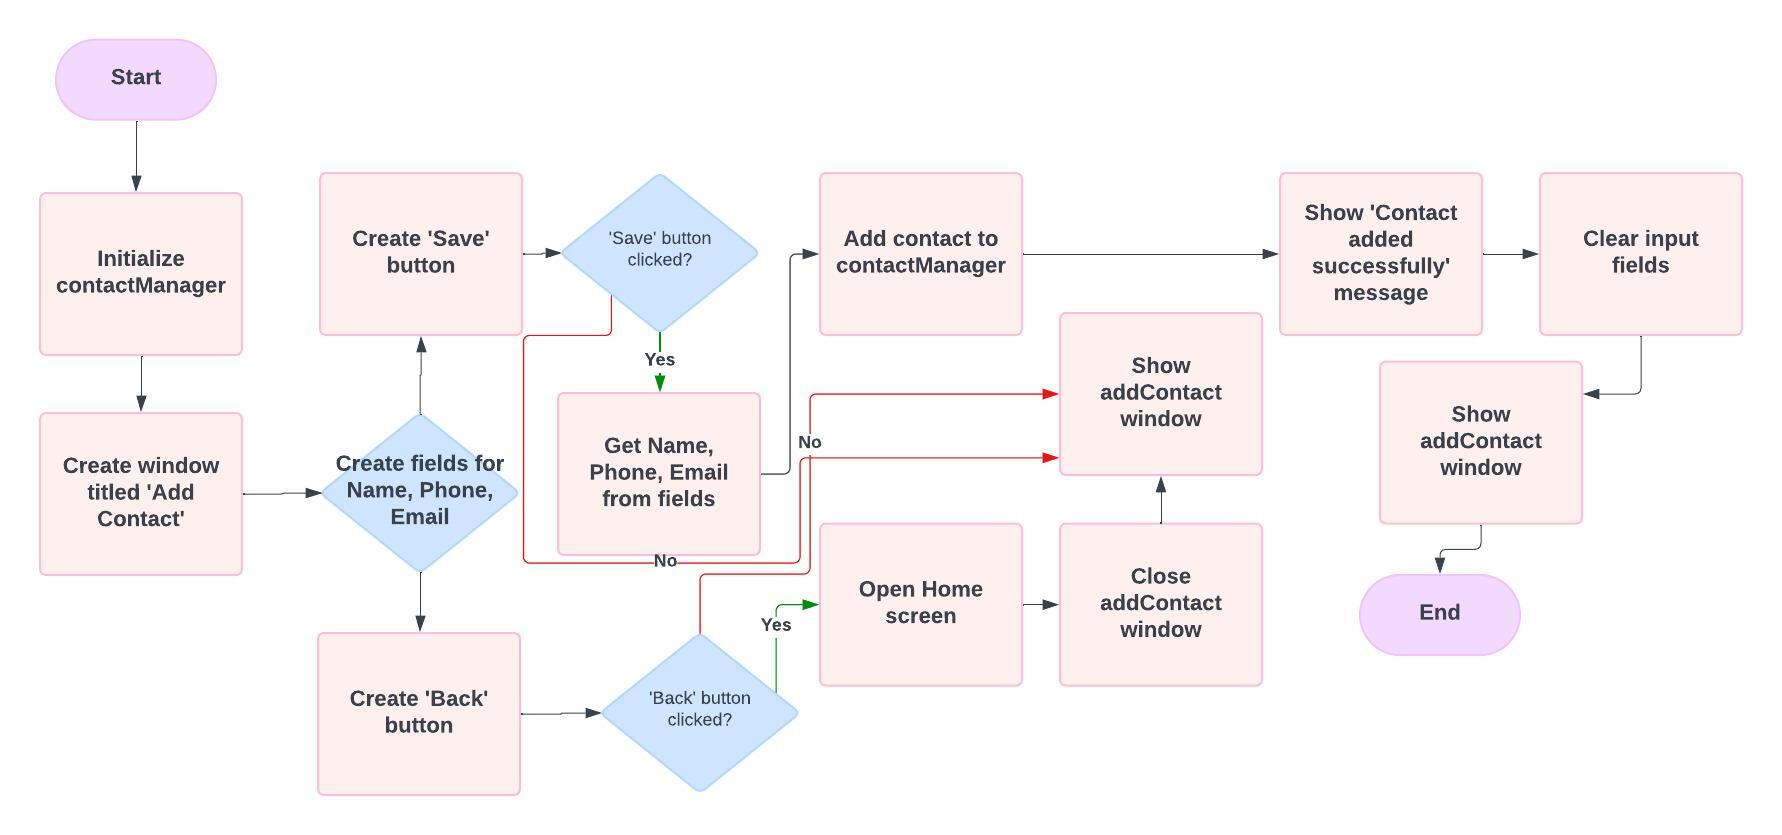 Start
Initialize
contactManager
Create window
titled 'Add
Contact'
Create fields for
Name, Phone,
Email
Create 'Save'
button
'Save' button
clicked?
Yes
No
Get Name,
Phone, Email
from fields
Add contact to
contactManager
Show 'Contact
added
successfully'
message
Clear input
fields
Show
addContact
window
End
Create 'Back'
button
'Back' button
clicked?
Yes
No
Open Home
screen
Close
addContact
window
Show
addContact
window